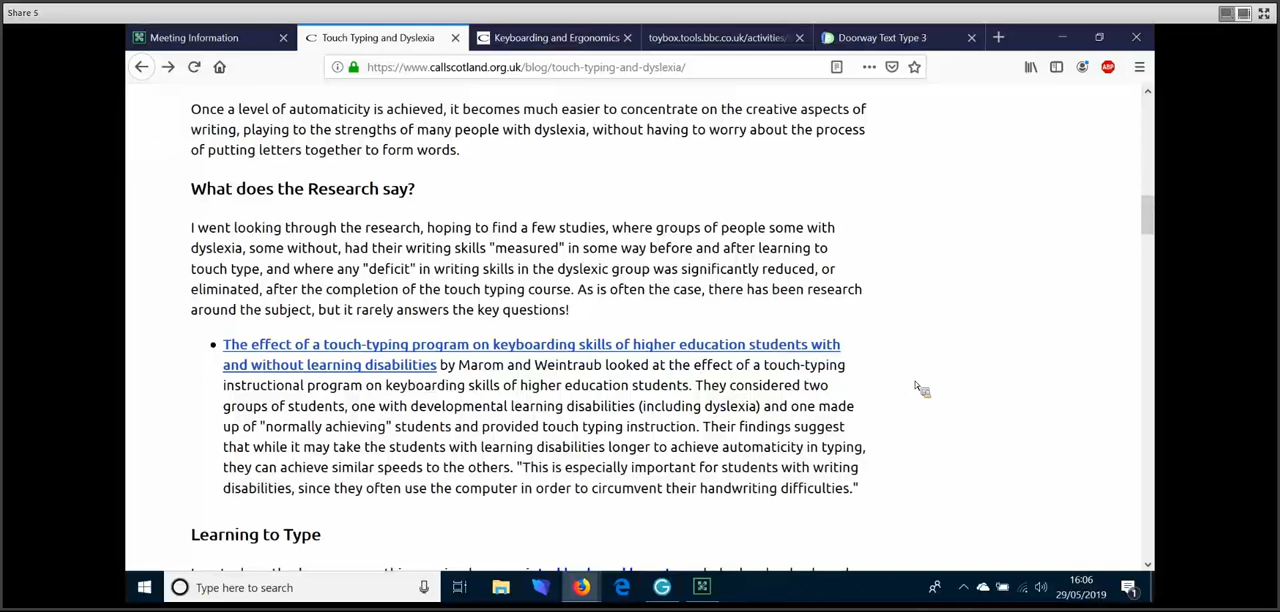 Share 5
Meeting Information
Touch Typing and Dyslexia
Keyboarding and Ergonomics
toybox.tools.bbc.co.uk/activities/
Doorway Text Type 3
https://www.callscotland.org.uk/blog/touch-typing-and-dyslexia/
ABP
Once a level of automaticity is achieved, it becomes much easier to concentrate on the creative aspects of
writing, playing to the strengths of many people with dyslexia, without having to worry about the process
of putting letters together to form words.
What does the Research say?
I went looking through the research, hoping to find a few studies, where groups of people some with
dyslexia, some without, had their writing skills "measured" in some way before and after learning to
touch type, and where any "deficit" in writing skills in the dyslexic group was significantly reduced, or
eliminated, after the completion of the touch typing course. As is often the case, there has been research
around the subject, but it rarely answers the key questions!
The effect of a touch-typing program on keyboarding skills of higher education students with
and without learning disabilities by Marom and Weintraub looked at the effect of a touch-typing
instructional program on keyboarding skills of higher education students. They considered two
groups of students, one with developmental learning disabilities (including dyslexia) and one made
up of "normally achieving" students and provided touch typing instruction. Their findings suggest
that while it may take the students with learning disabilities longer to achieve automaticity in typing,
they can achieve similar speeds to the others. "This is especially important for students with writing
disabilities, since they often use the computer in order to circumvent their handwriting difficulties."
Learning to Type
Type here to search
16:06
29/05/2019